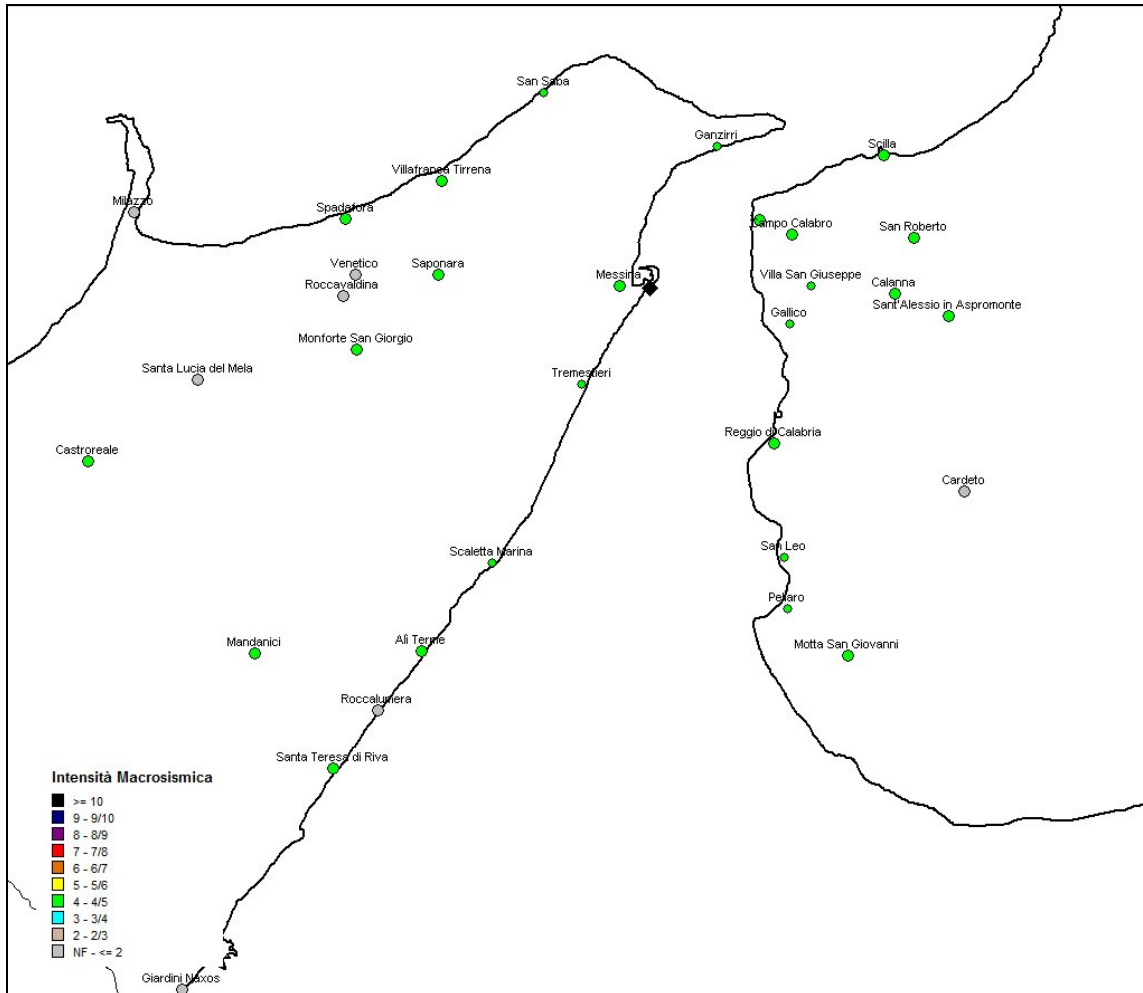 San Saba
Ganzirri
Scilla
Villafranca Tirrena
Milazzo
Spadafora
Campo Calabro
San Roberto
Venetico
Saponara
Messina
Villa San Giuseppe
Calanna
Roccavaldina
Sant'Alessio in Aspromonte
Gallico
Monforte San Giorgio
Santa Lucia del Mela
Tremestieri
Reggio di Calabria
Castroreale
Cardeto
Scaletta Marina
San Leo
Pellaro
Mandanici
Alì Terme
Motta San Giovanni
Roccalumera
Santa Teresa di Riva
Intensità Macrosismica
>= 10
9 - 9/10
8 - 8/9
7 - 7/8
6 - 6/7
5 - 5/6
4 - 4/5
3 - 3/4
2 - 2/3
NF - <= 2
Giardini Naxos